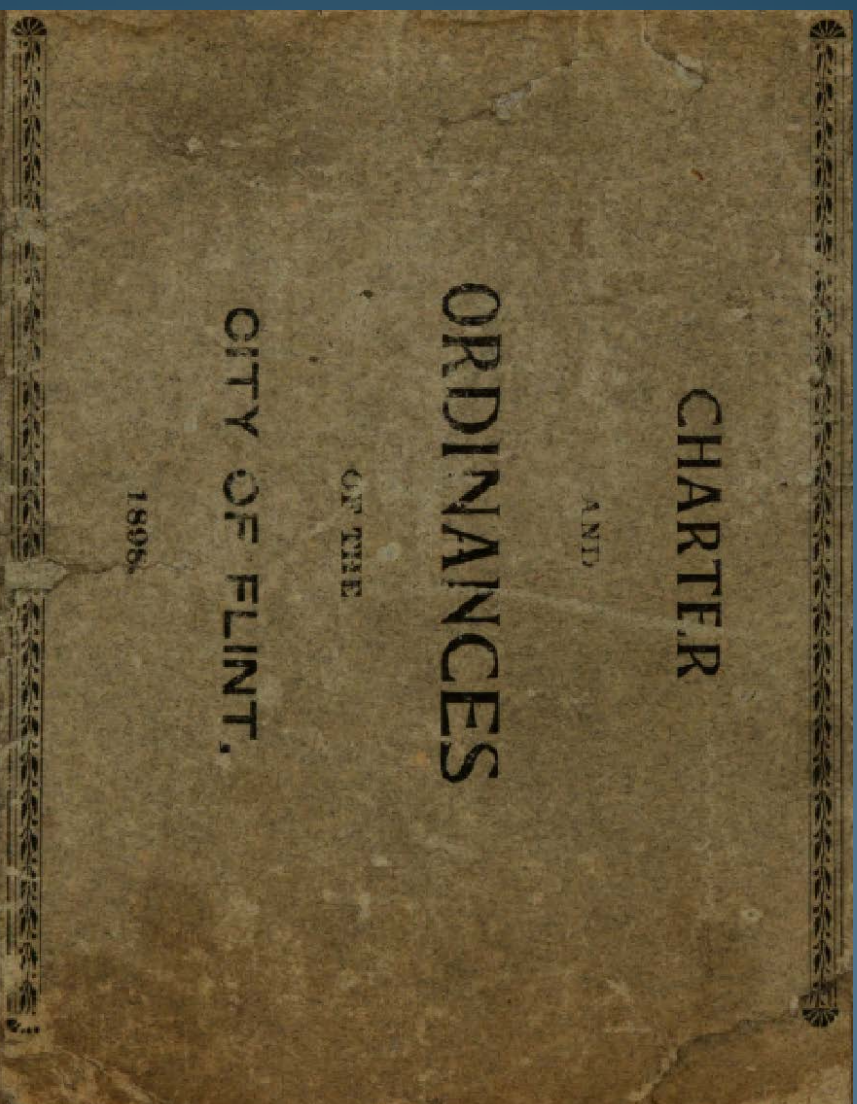 CHARTER
AND
ORDINANCES
OF THE
CITY OF FLINT.
1898.